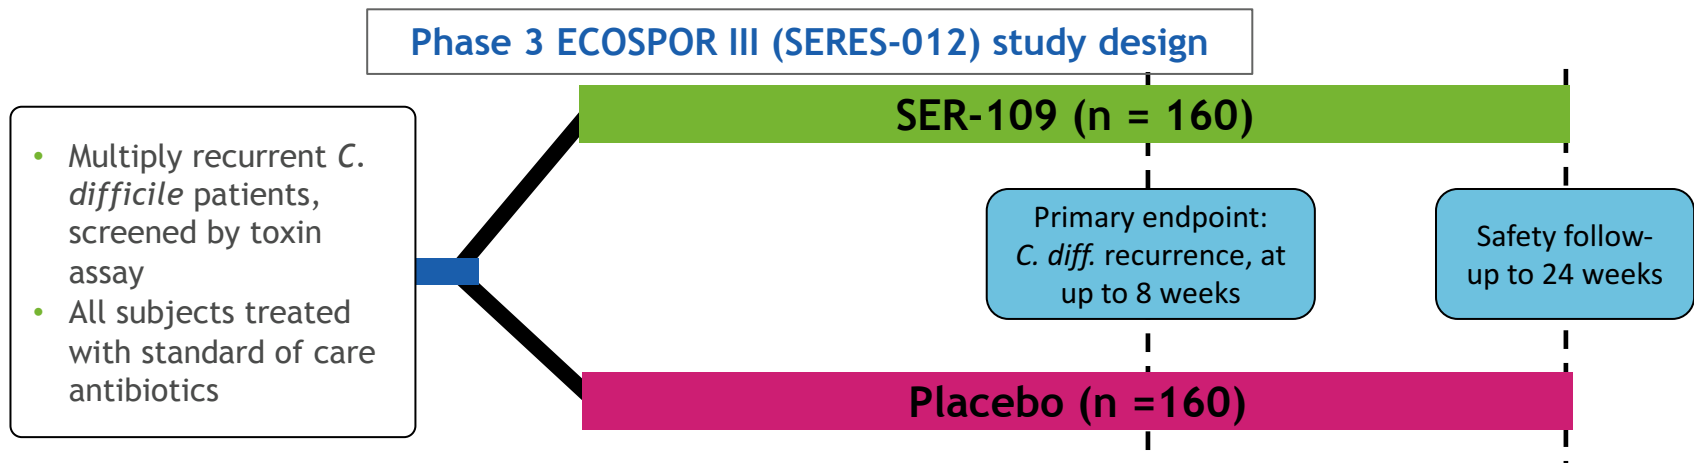 Phase 3 ECOSPOR III (SERES-012) study design
SER-109 (n = 160)
• Multiply recurrent C.
difficile patients,
screened by toxin
assay
• All subjects treated
with standard of care
antibiotics
Primary endpoint:
C. diff. recurrence, at
up to 8 weeks
Safety follow-
up to 24 weeks
Placebo (n =160)